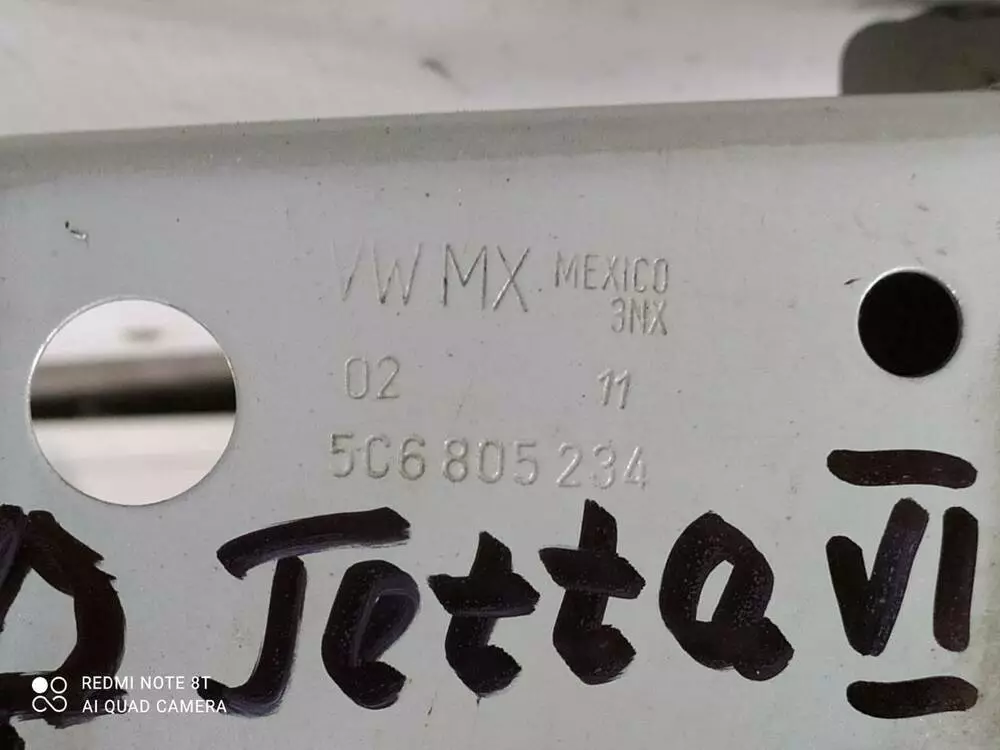 VW MX MEXICO
3NX
02 11
5C6 805 234
Jetta VI
REDMI NOTE 8T
AI QUAD CAMERA